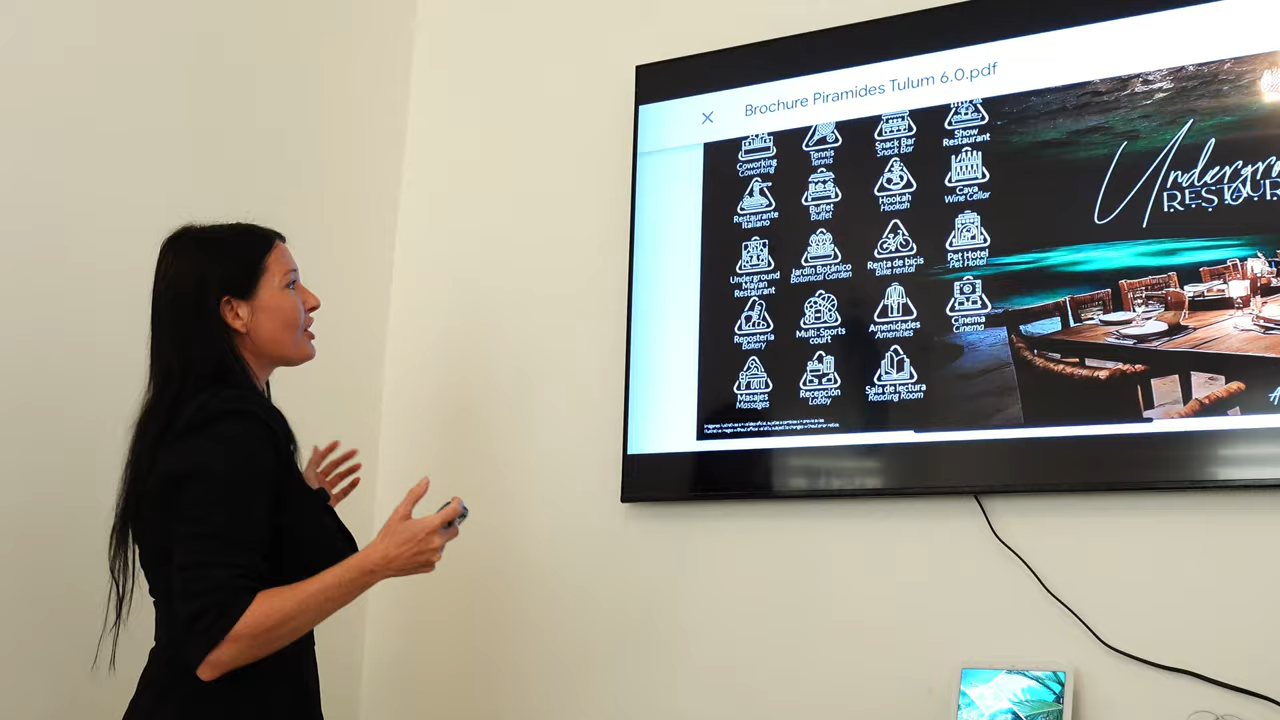 Brochure Piramides Tulum 6.0.pdf
Coworking
Coworking
Tennis
Tennis
Snack Bar
Snack Bar
Show
Restaurant
Restaurante
Italiano
Buffet
Buffet
Hookah
Hookah
Cava
Wine Cellar
Underground
Mayan
Restaurant
Jardín Botánico
Botanical Garden
Renta de bicis
Bike rental
Pet Hotel
Pet Hotel
Repostería
Bakery
Multi-Sports
court
Amenidades
Amenities
Cinema
Cinema
Masajes
Massages
Recepción
Lobby
Sala de lectura
Reading Room